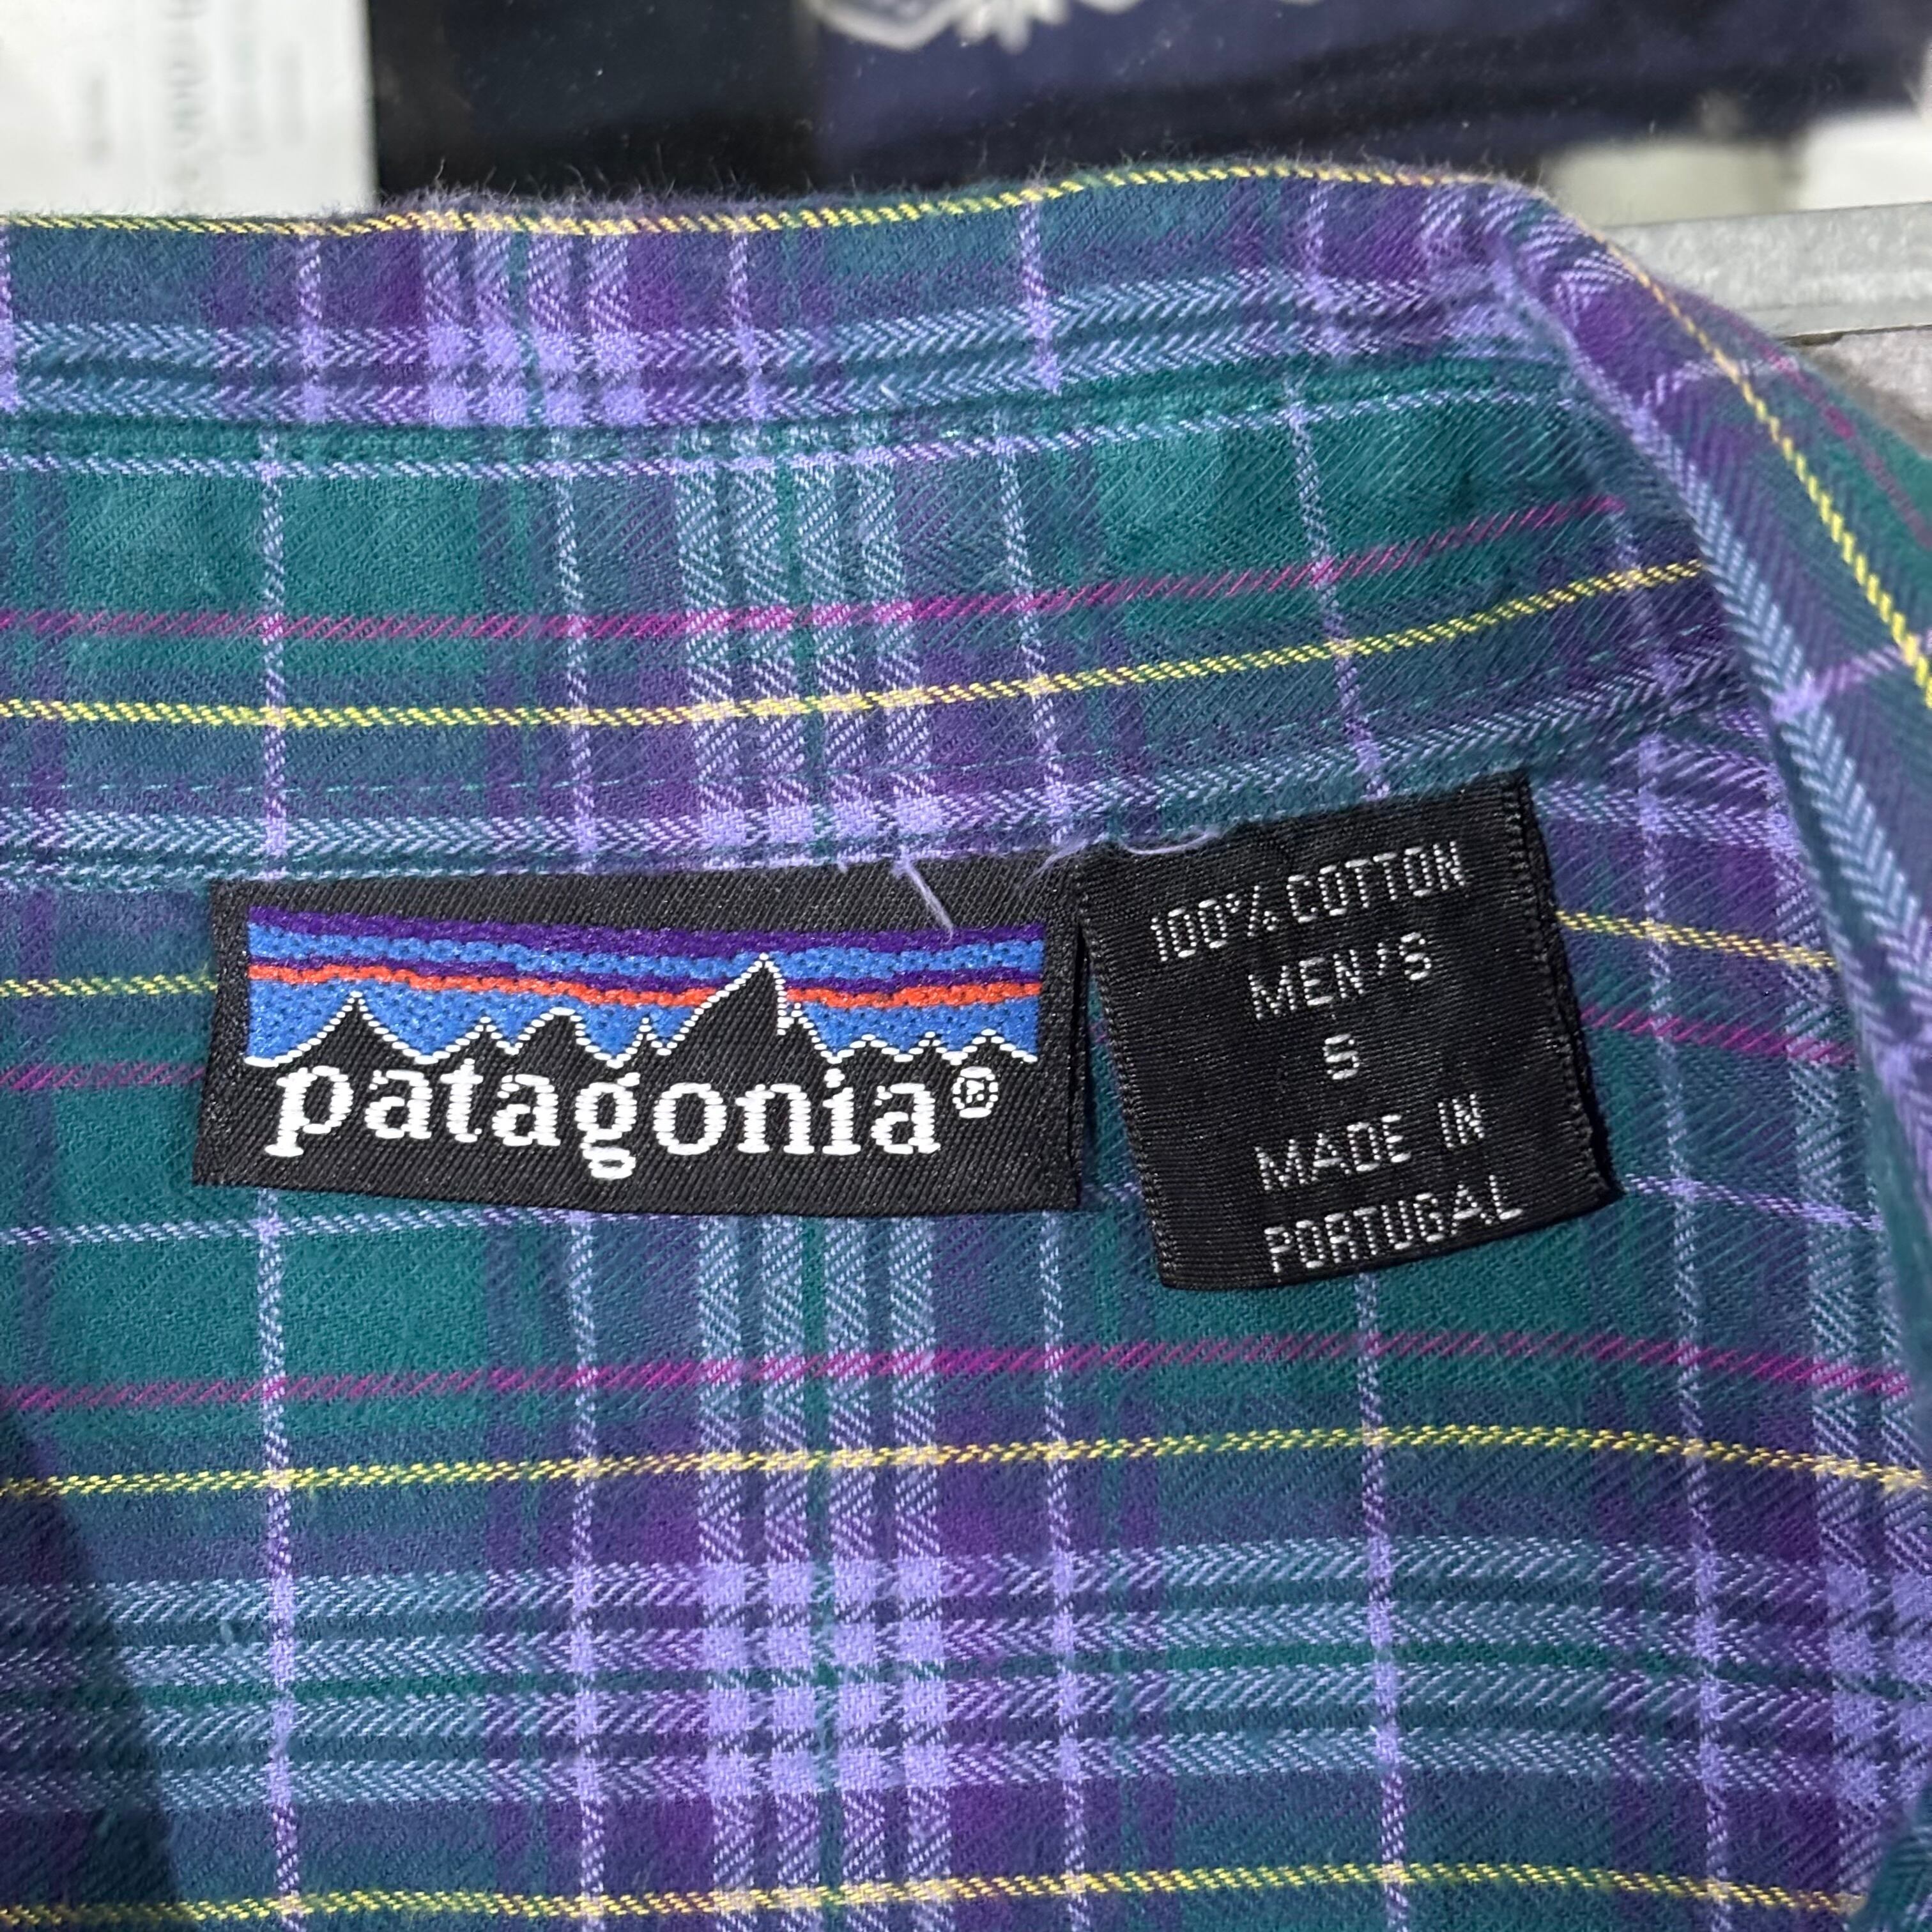 patagonia®
100% COTTON
MEN'S
S
MADE IN
PORTUGAL